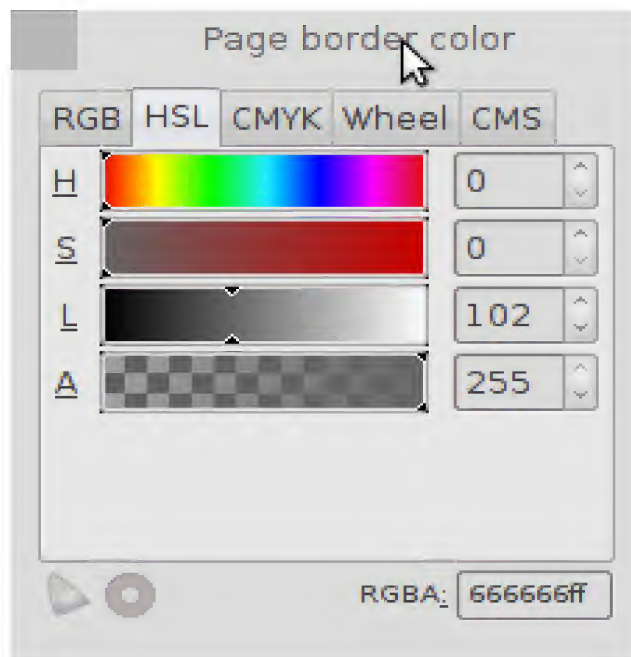 Page border color
RGB HSL CMYK Wheel CMS
H 0
S 0
L 102
A 255
RGBA: 666666ff